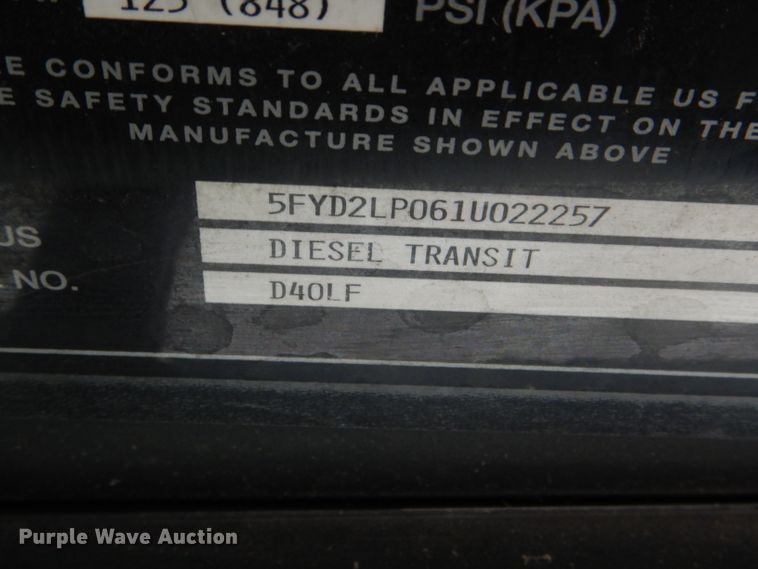 125 (848) PSI (KPA)
E CONFORMS TO ALL APPLICABLE US F
E SAFETY STANDARDS IN EFFECT ON THE
MANUFACTURE SHOWN ABOVE
5FYD2LP061U022257
US DIESEL TRANSIT
L NO. D40LF
Purple Wave Auction